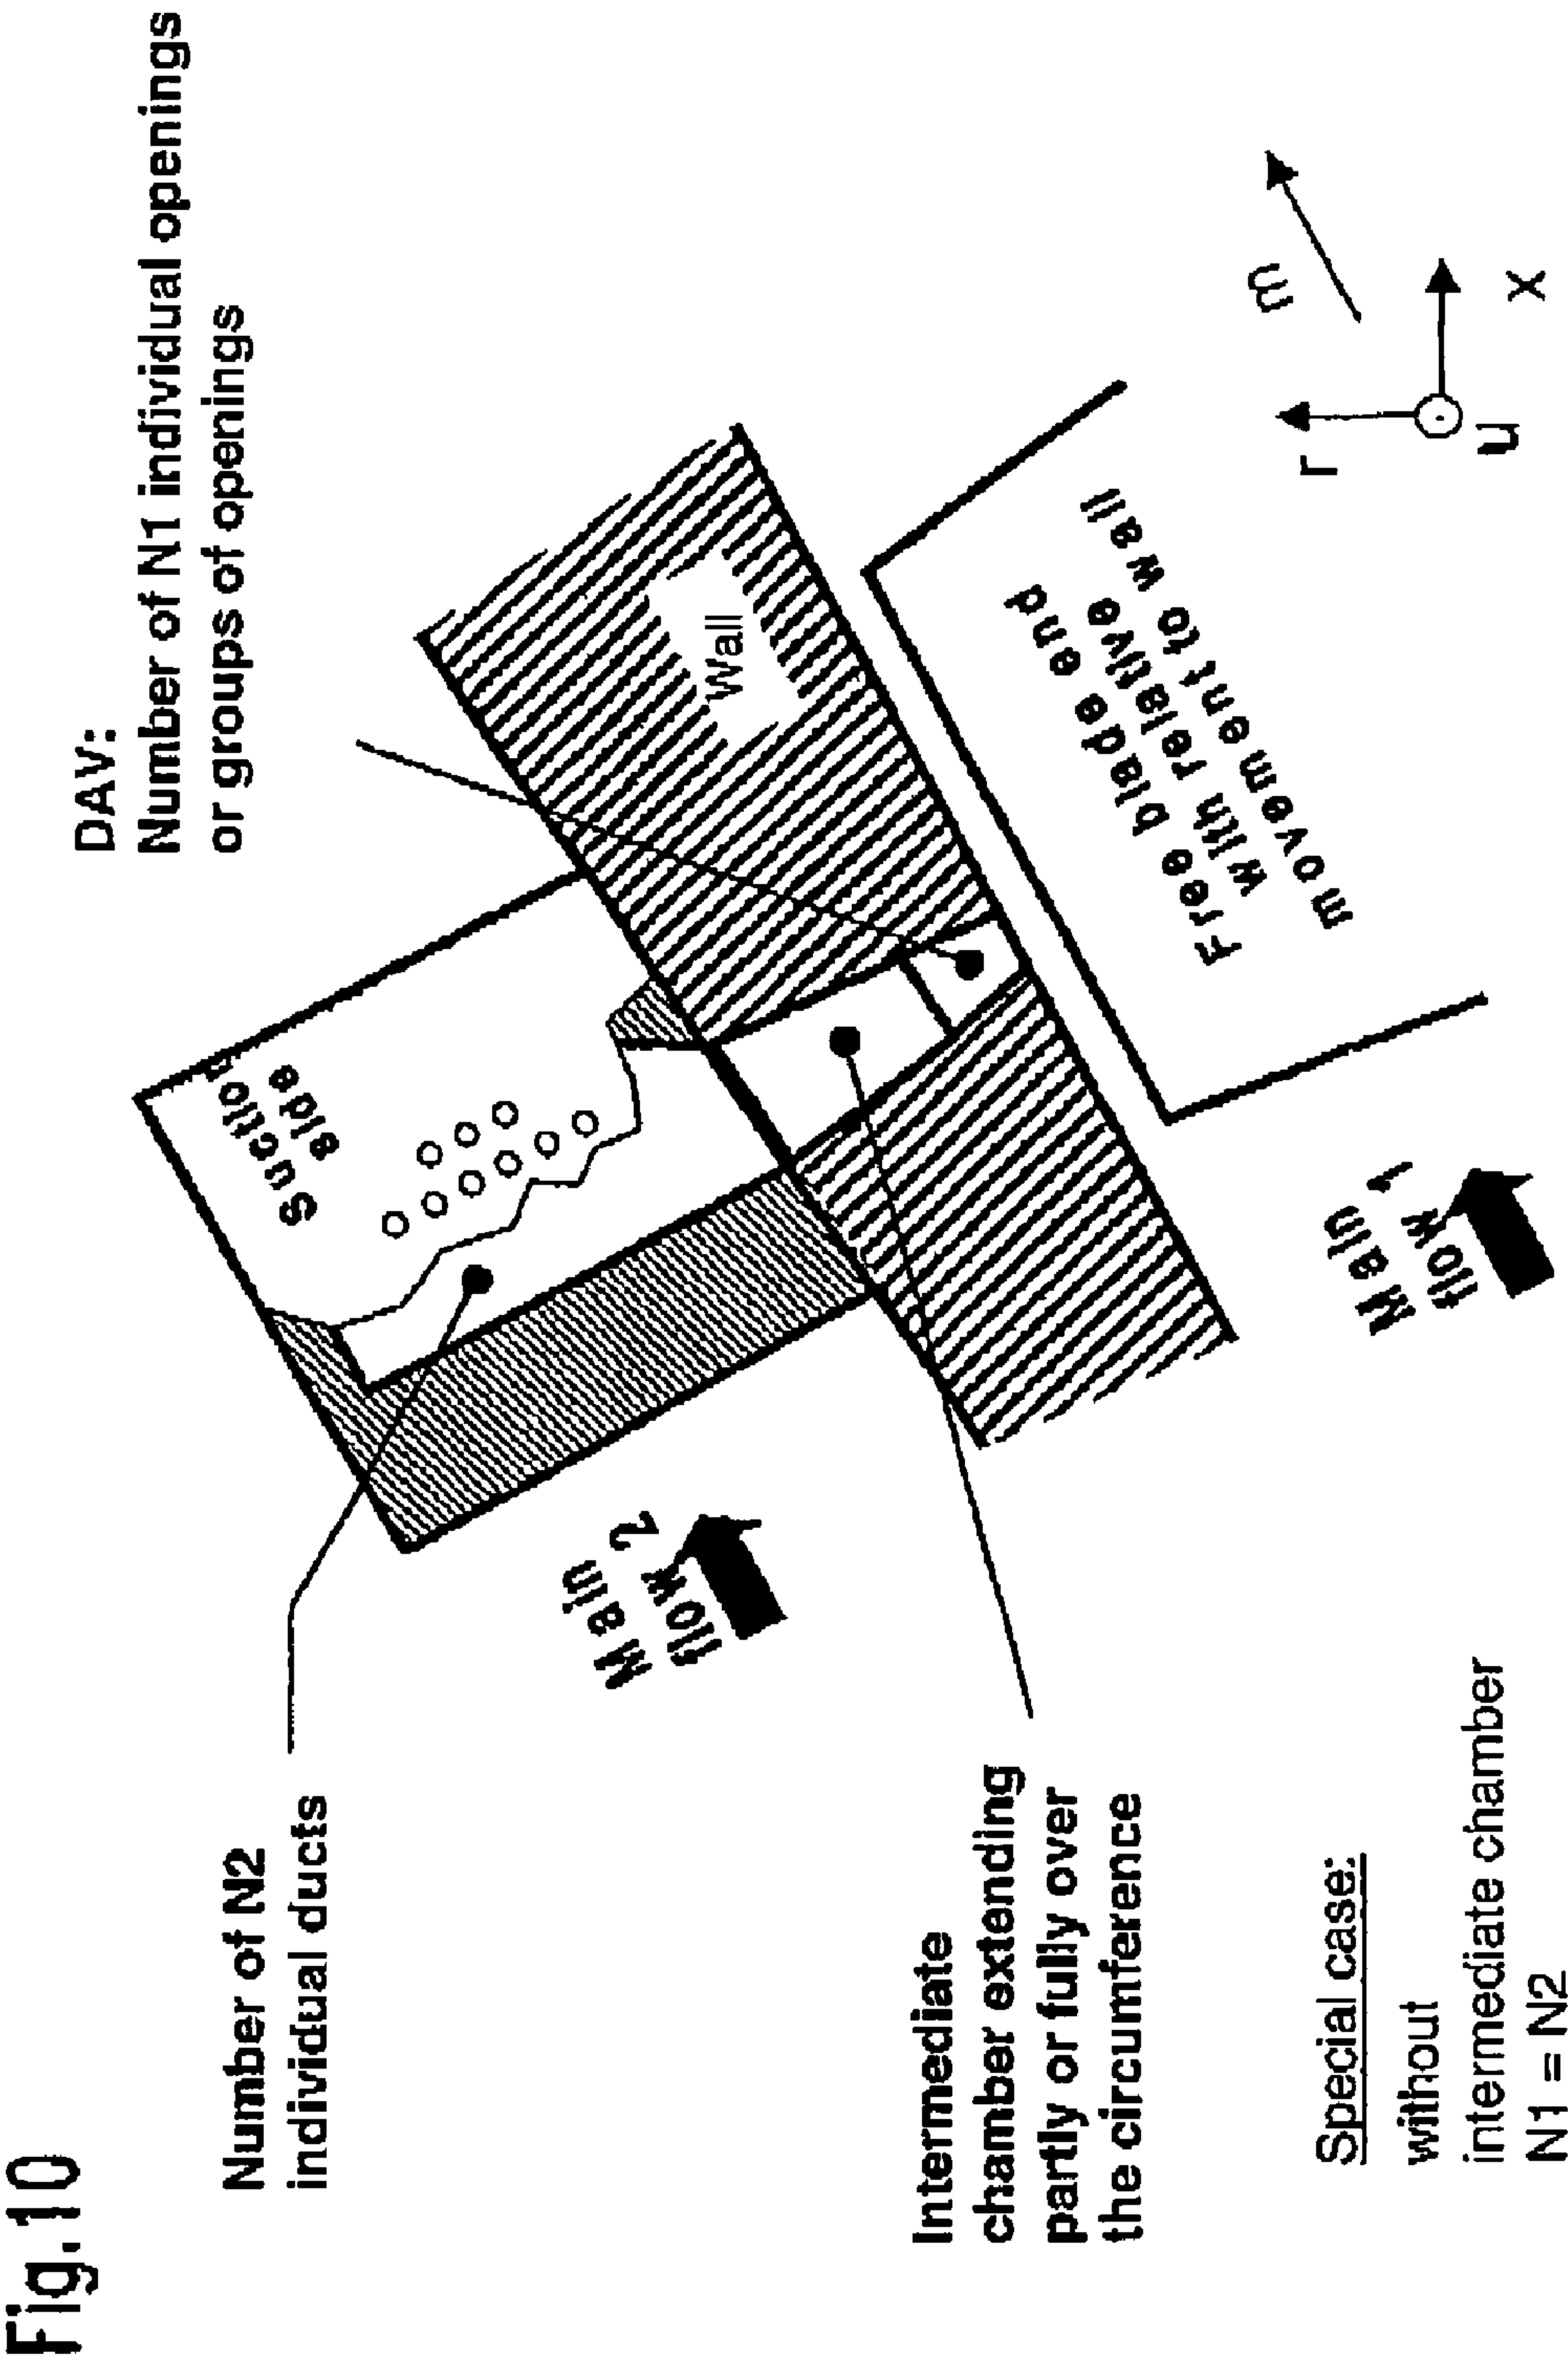 Fig.10
DAV:
Number of N1 individual openings
or groups of openings
Number of N2
individual ducts
Suction
side
Wall
Main
flow 2
Free blade end
with relative
movement to wall
Intermediate
chamber extending
partly or fully over
the circumference
Main
flow 1
Special case:
without
intermediate chamber
N1 = N2
r
m
u
x